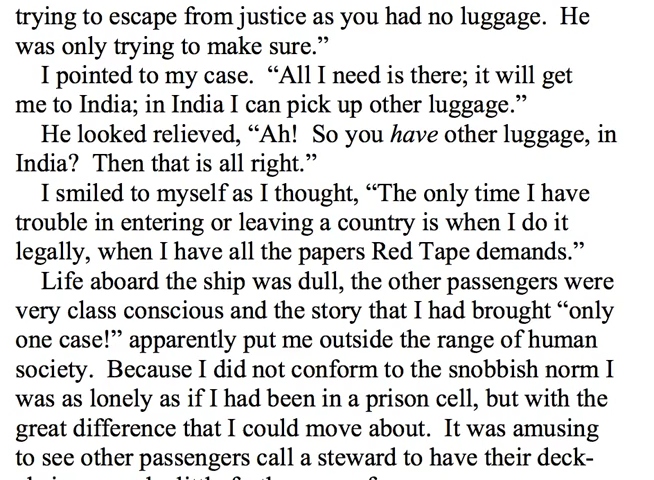 trying to escape from justice as you had no luggage.  He
was only trying to make sure.”
I pointed to my case.  “All I need is there; it will get
me to India; in India I can pick up other luggage.”
He looked relieved, “Ah!  So you have other luggage, in
India?  Then that is all right.”
I smiled to myself as I thought, “The only time I have
trouble in entering or leaving a country is when I do it
legally, when I have all the papers Red Tape demands.”
Life aboard the ship was dull, the other passengers were
very class conscious and the story that I had brought “only
one case!” apparently put me outside the range of human
society.  Because I did not conform to the snobbish norm I
was as lonely as if I had been in a prison cell, but with the
great difference that I could move about.  It was amusing
to see other passengers call a steward to have their deck-